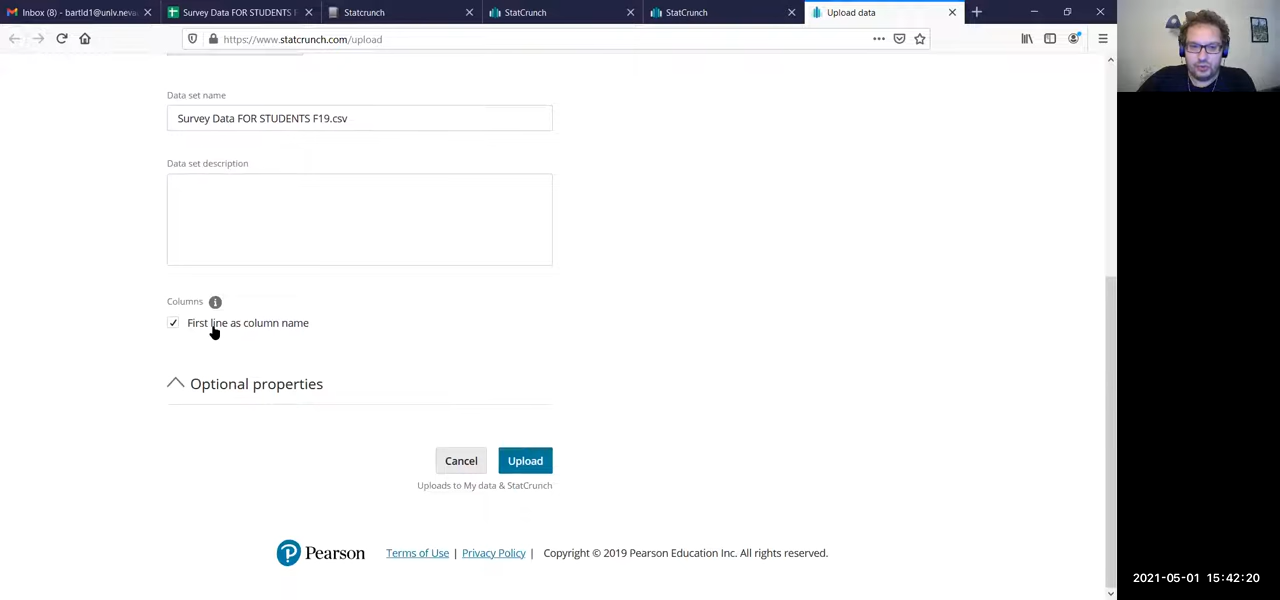 Inbox (8) - bartld1@univ.neva
Survey Data FOR STUDENTS F
Statcrunch
StatCrunch
StatCrunch
Upload data
https://www.statcrunch.com/upload
Data set name
Survey Data FOR STUDENTS F19.csv
Data set description
Columns
First line as column name
Optional properties
Cancel
Upload
Uploads to My data & StatCrunch
Pearson
Terms of Use | Privacy Policy | Copyright © 2019 Pearson Education Inc. All rights reserved.
2021-05-01 15:42:20